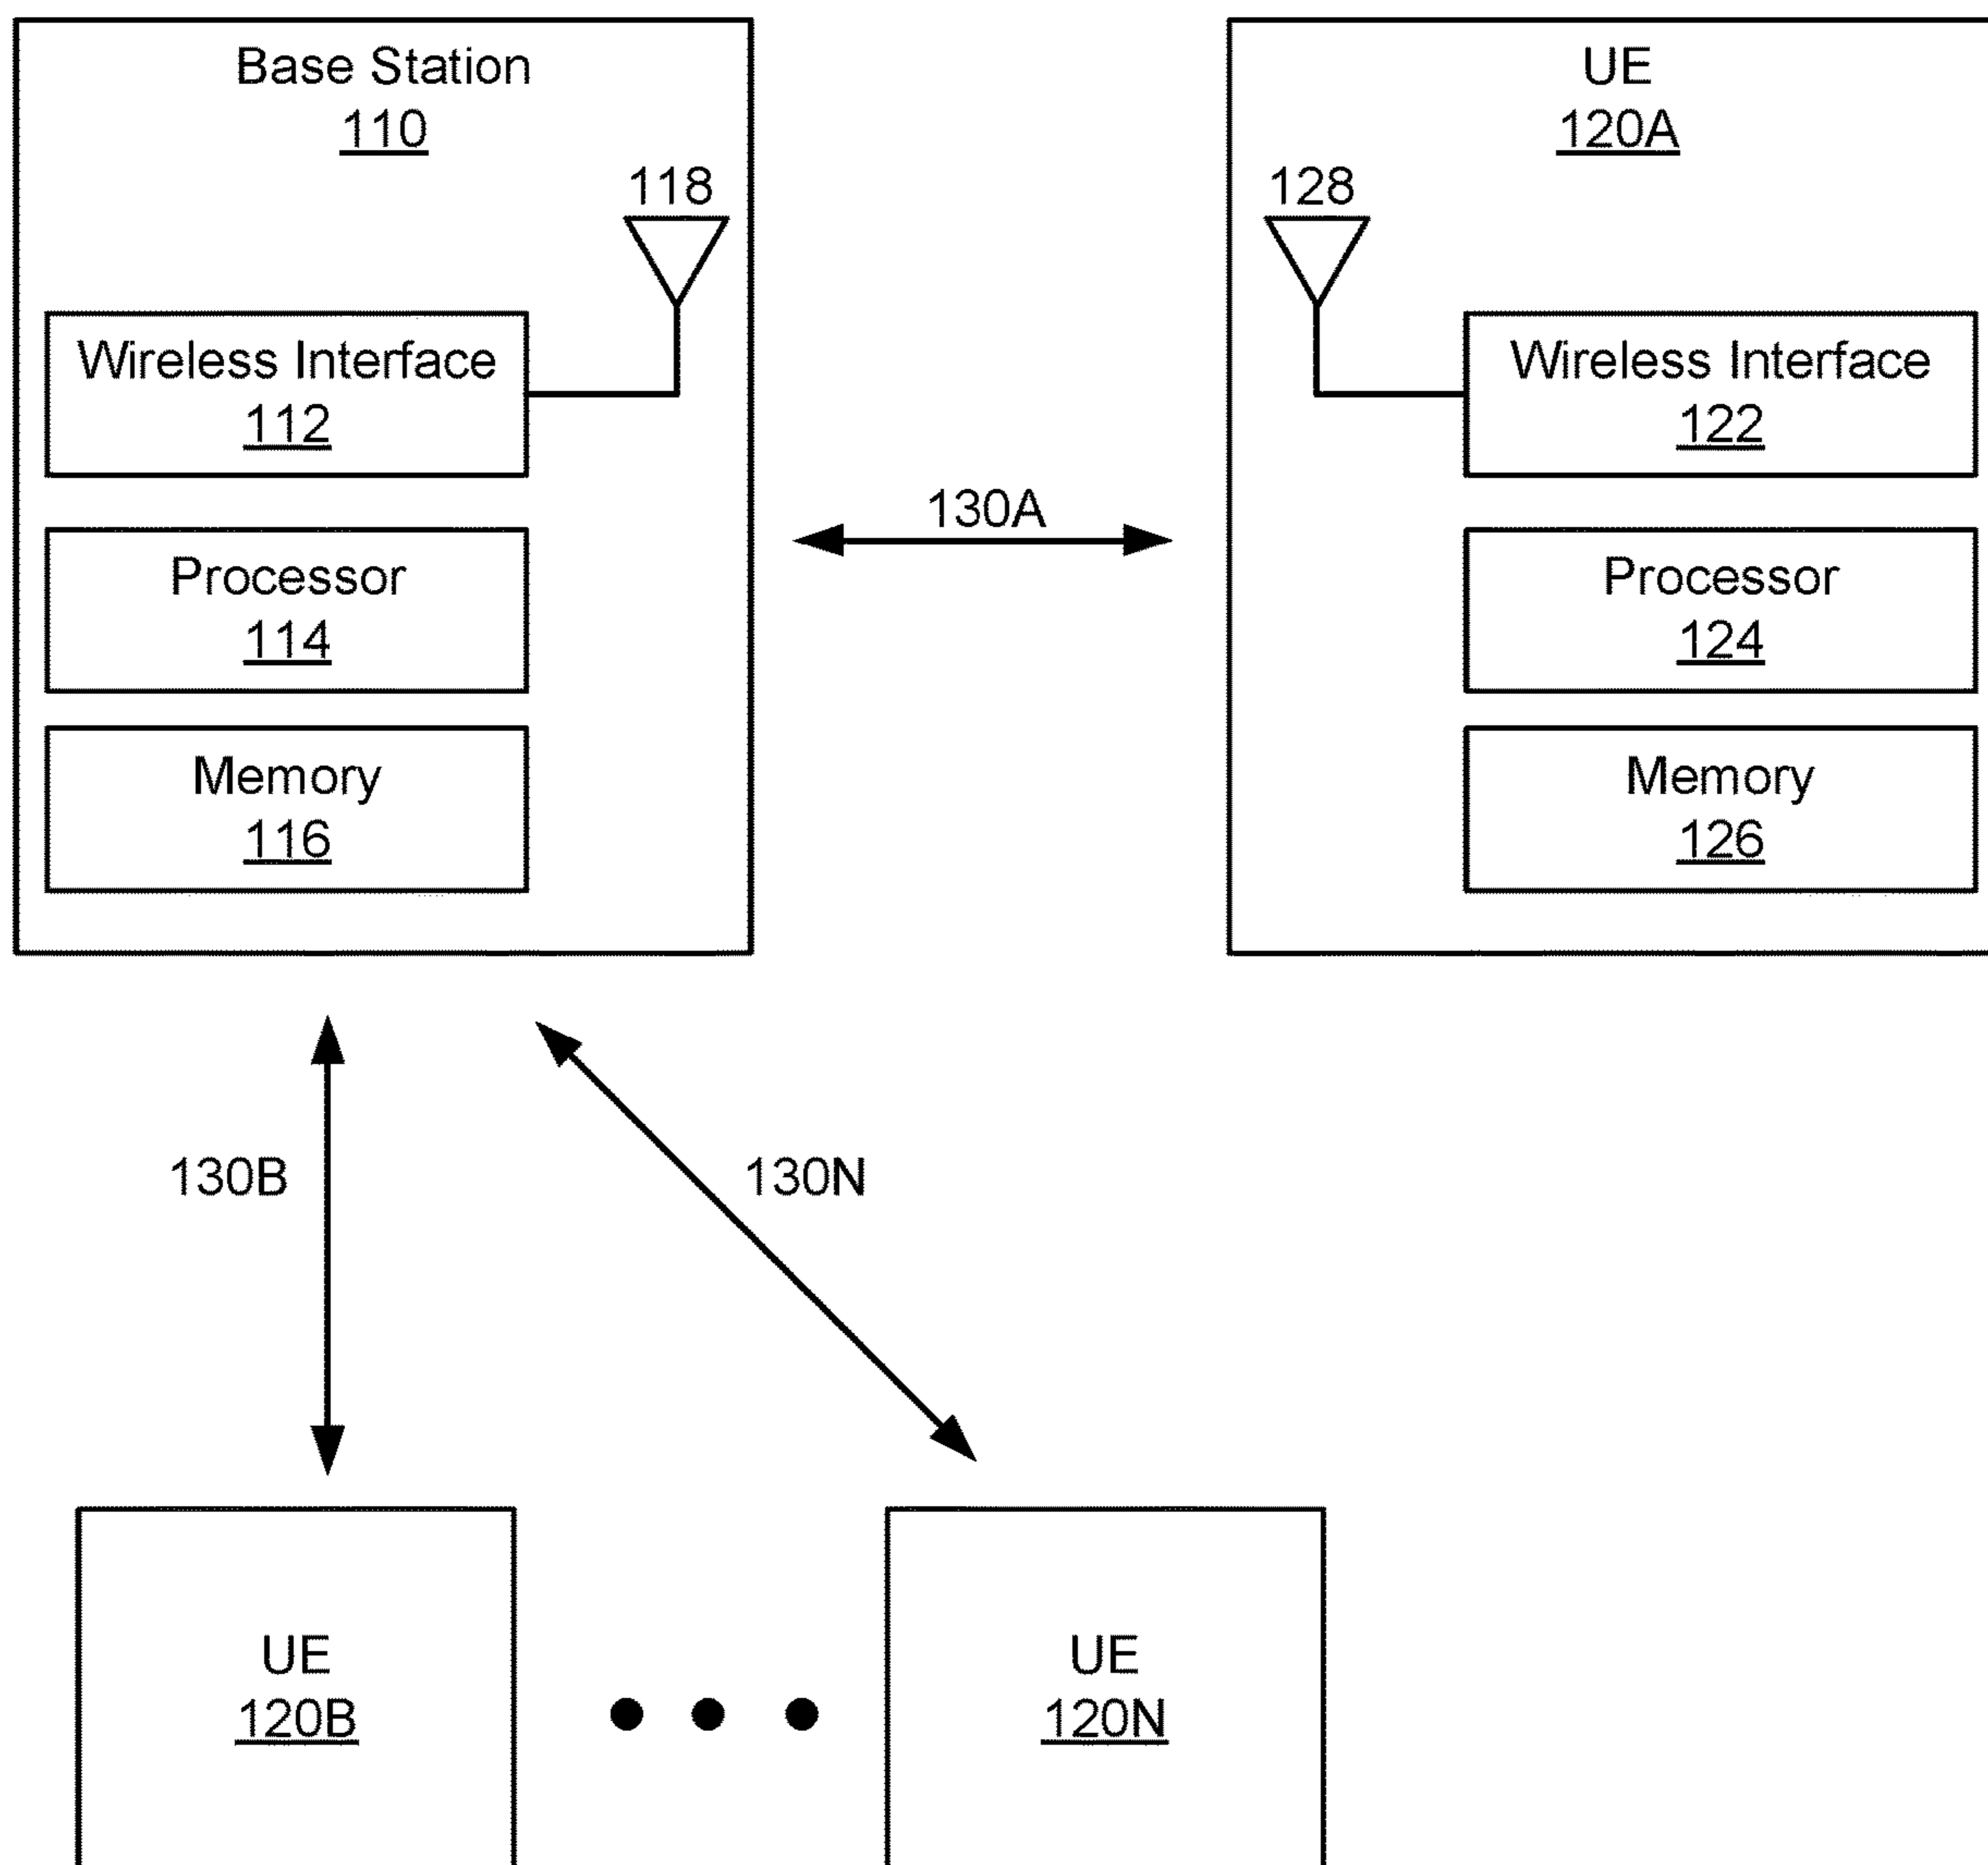 Base Station
110
118
Wireless Interface
112
Processor
114
Memory
116
130A
UE
120A
128
Wireless Interface
122
Processor
124
Memory
126
130B
130N
UE
120B
UE
120N